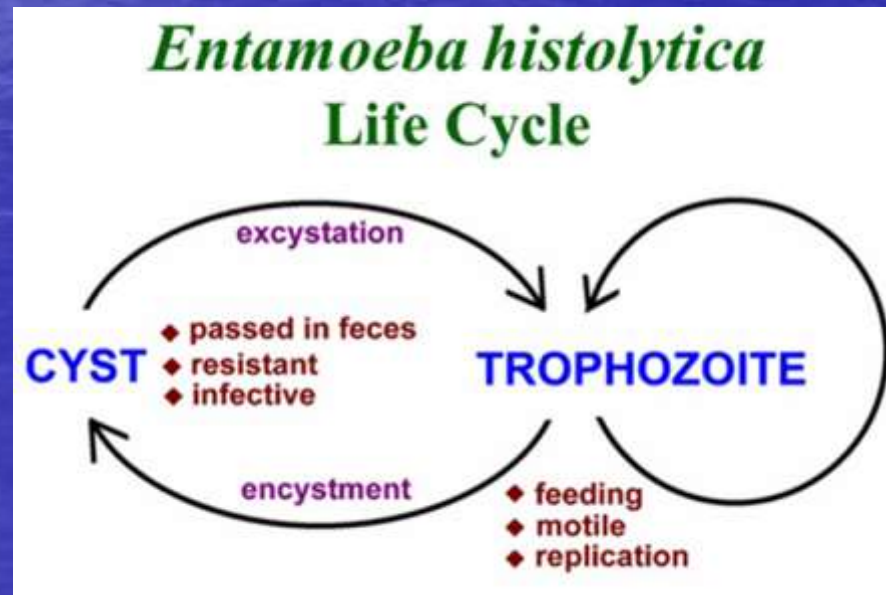 Entamoeba histolytica
Life Cycle
excystation
CYST
◆ passed in feces
◆ resistant
◆ infective
TROPHOZOITE
encystment
◆ feeding
◆ motile
◆ replication